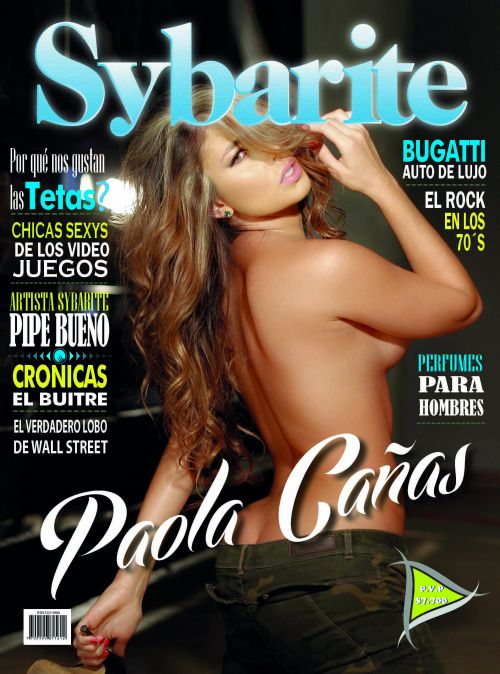 Sybarite
Por qué nos gustan
las Tetas?
CHICAS SEXYS
DE LOS VIDEO
JUEGOS
ARTISTA SYBARITE
PIPE BUENO
CRONICAS
EL BUITRE
EL VERDADERO LOBO
DE WALL STREET
BUGATTI
AUTO DE LUJO
EL ROCK
EN LOS
70´S
PERFUMES
PARA
HOMBRES
Paola Cañas
P.V.P
$7.700